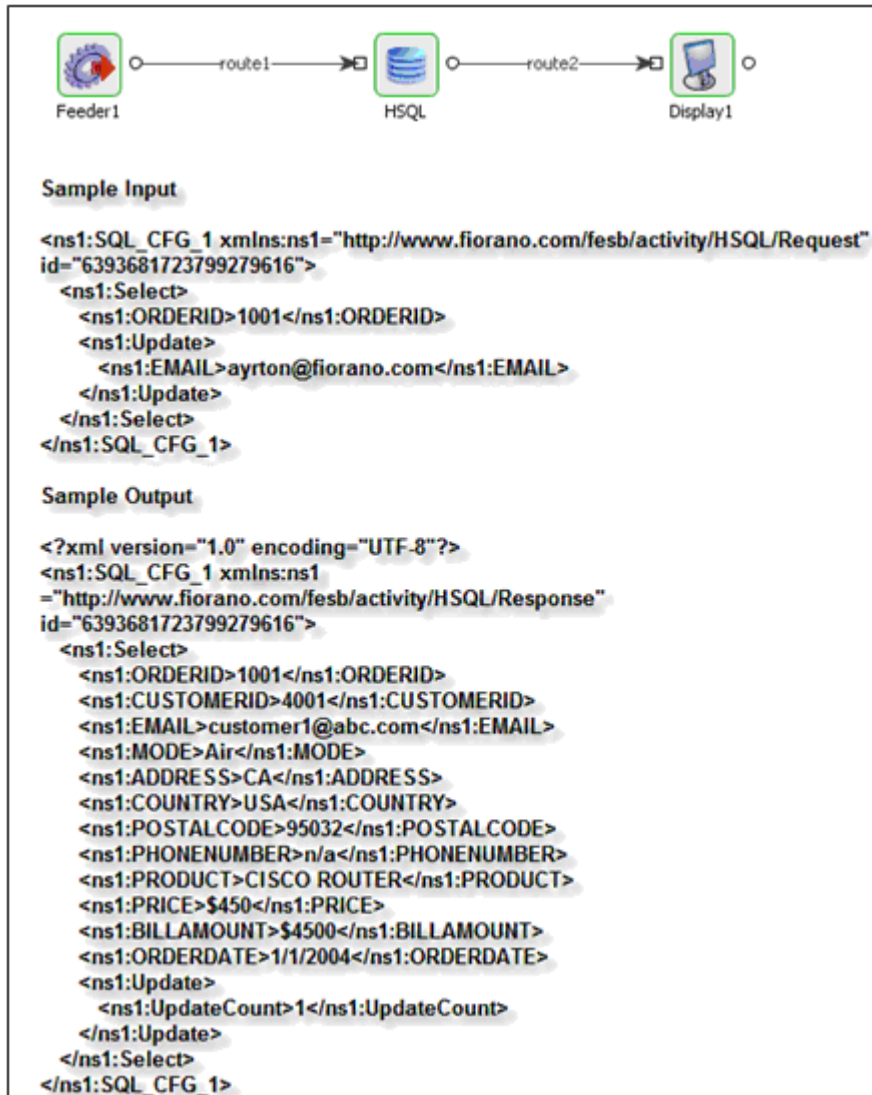 route1
route2
Feeder1
HSQL
Display1
Sample Input
<ns1:SQL_CFG_1 xmlns:ns1="http://www.fiorano.com/fesb/activity/HSQL/Request"
id="6393681723799279616">
<ns1:Select>
<ns1:ORDERID>1001</ns1:ORDERID>
<ns1:Update>
<ns1:EMAIL>ayrton@fiorano.com</ns1:EMAIL>
</ns1:Update>
</ns1:Select>
</ns1:SQL_CFG_1>
Sample Output
<?xml version="1.0" encoding="UTF-8"?>
<ns1:SQL_CFG_1 xmlns:ns1
="http://www.fiorano.com/fesb/activity/HSQL/Response"
id="6393681723799279616">
<ns1:Select>
<ns1:ORDERID>1001</ns1:ORDERID>
<ns1:CUSTOMERID>4001</ns1:CUSTOMERID>
<ns1:EMAIL>customer1@abc.com</ns1:EMAIL>
<ns1:MODE>Air</ns1:MODE>
<ns1:ADDRESS>CA</ns1:ADDRESS>
<ns1:COUNTRY>USA</ns1:COUNTRY>
<ns1:POSTALCODE>95032</ns1:POSTALCODE>
<ns1:PHONENUMBER>n/a</ns1:PHONENUMBER>
<ns1:PRODUCT>CISCO ROUTER</ns1:PRODUCT>
<ns1:PRICE>$450</ns1:PRICE>
<ns1:BILLAMOUNT>$4500</ns1:BILLAMOUNT>
<ns1:ORDERDATE>1/1/2004</ns1:ORDERDATE>
<ns1:Update>
<ns1:UpdateCount>1</ns1:UpdateCount>
</ns1:Update>
</ns1:Select>
</ns1:SQL_CFG_1>